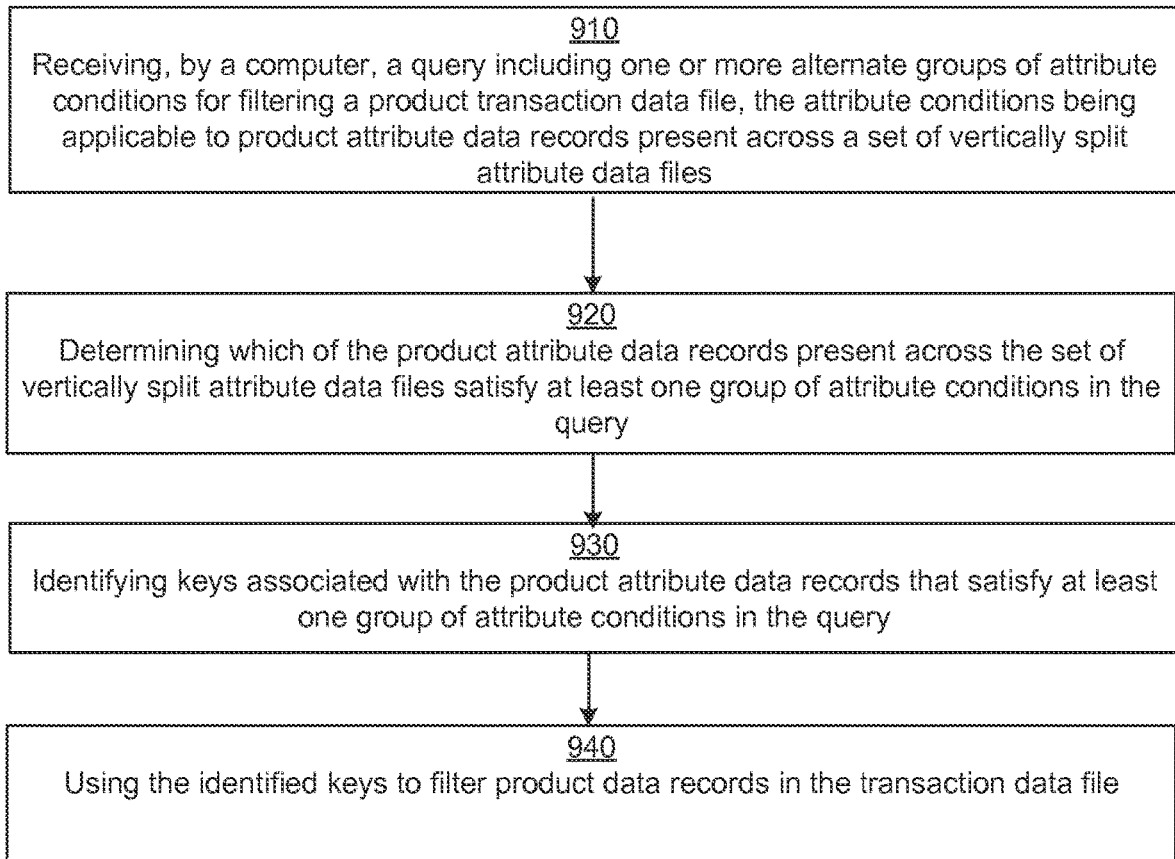 910
Receiving, by a computer, a query including one or more alternate groups of attribute
conditions for filtering a product transaction data file, the attribute conditions being
applicable to product attribute data records present across a set of vertically split
attribute data files
920
Determining which of the product attribute data records present across the set of
vertically split attribute data files satisfy at least one group of attribute conditions in the
query
930
Identifying keys associated with the product attribute data records that satisfy at least
one group of attribute conditions in the query
940
Using the identified keys to filter product data records in the transaction data file